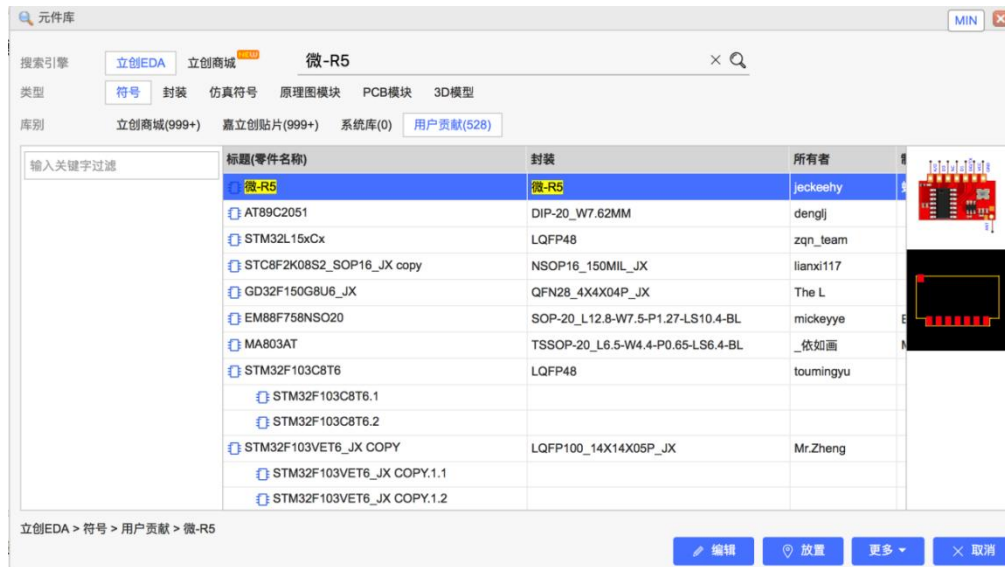 元件库
MIN
搜索引擎 立创EDA 立创商城 NEW 微-R5
类型 符号 封装 仿真符号 原理图模块 PCB模块 3D模型
库别 立创商城(999+) 嘉立创贴片(999+) 系统库(0) 用户贡献(528)
输入关键字过滤
标题(零件名称) 封装 所有者
微-R5 微-R5 jeckeehy
AT89C2051 DIP-20_W7.62MM denglj
STM32L15xCx LQFP48 zqn_team
STC8F2K08S2_SOP16_JX copy NSOP16_150MIL_JX lianxi117
GD32F150G8U6_JX QFN28_4X4X04P_JX The L
EM88F758NSO20 SOP-20_L12.8-W7.5-P1.27-LS10.4-BL mickeyye
MA803AT TSSOP-20_L6.5-W4.4-P0.65-LS6.4-BL _依如画
STM32F103C8T6 LQFP48 toumingyu
STM32F103C8T6.1
STM32F103C8T6.2
STM32F103VET6_JX COPY LQFP100_14X14X05P_JX Mr.Zheng
STM32F103VET6_JX COPY.1.1
STM32F103VET6_JX COPY.1.2
立创EDA > 符号 > 用户贡献 > 微-R5
编辑 放置 更多 取消